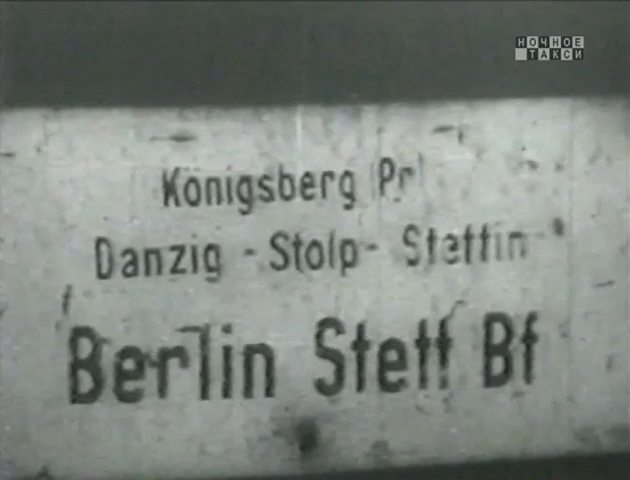 НОЧНОЕ
ТАКСИ
Königsberg Pr
Danzig - Stolp - Stettin
Berlin Stett Bf